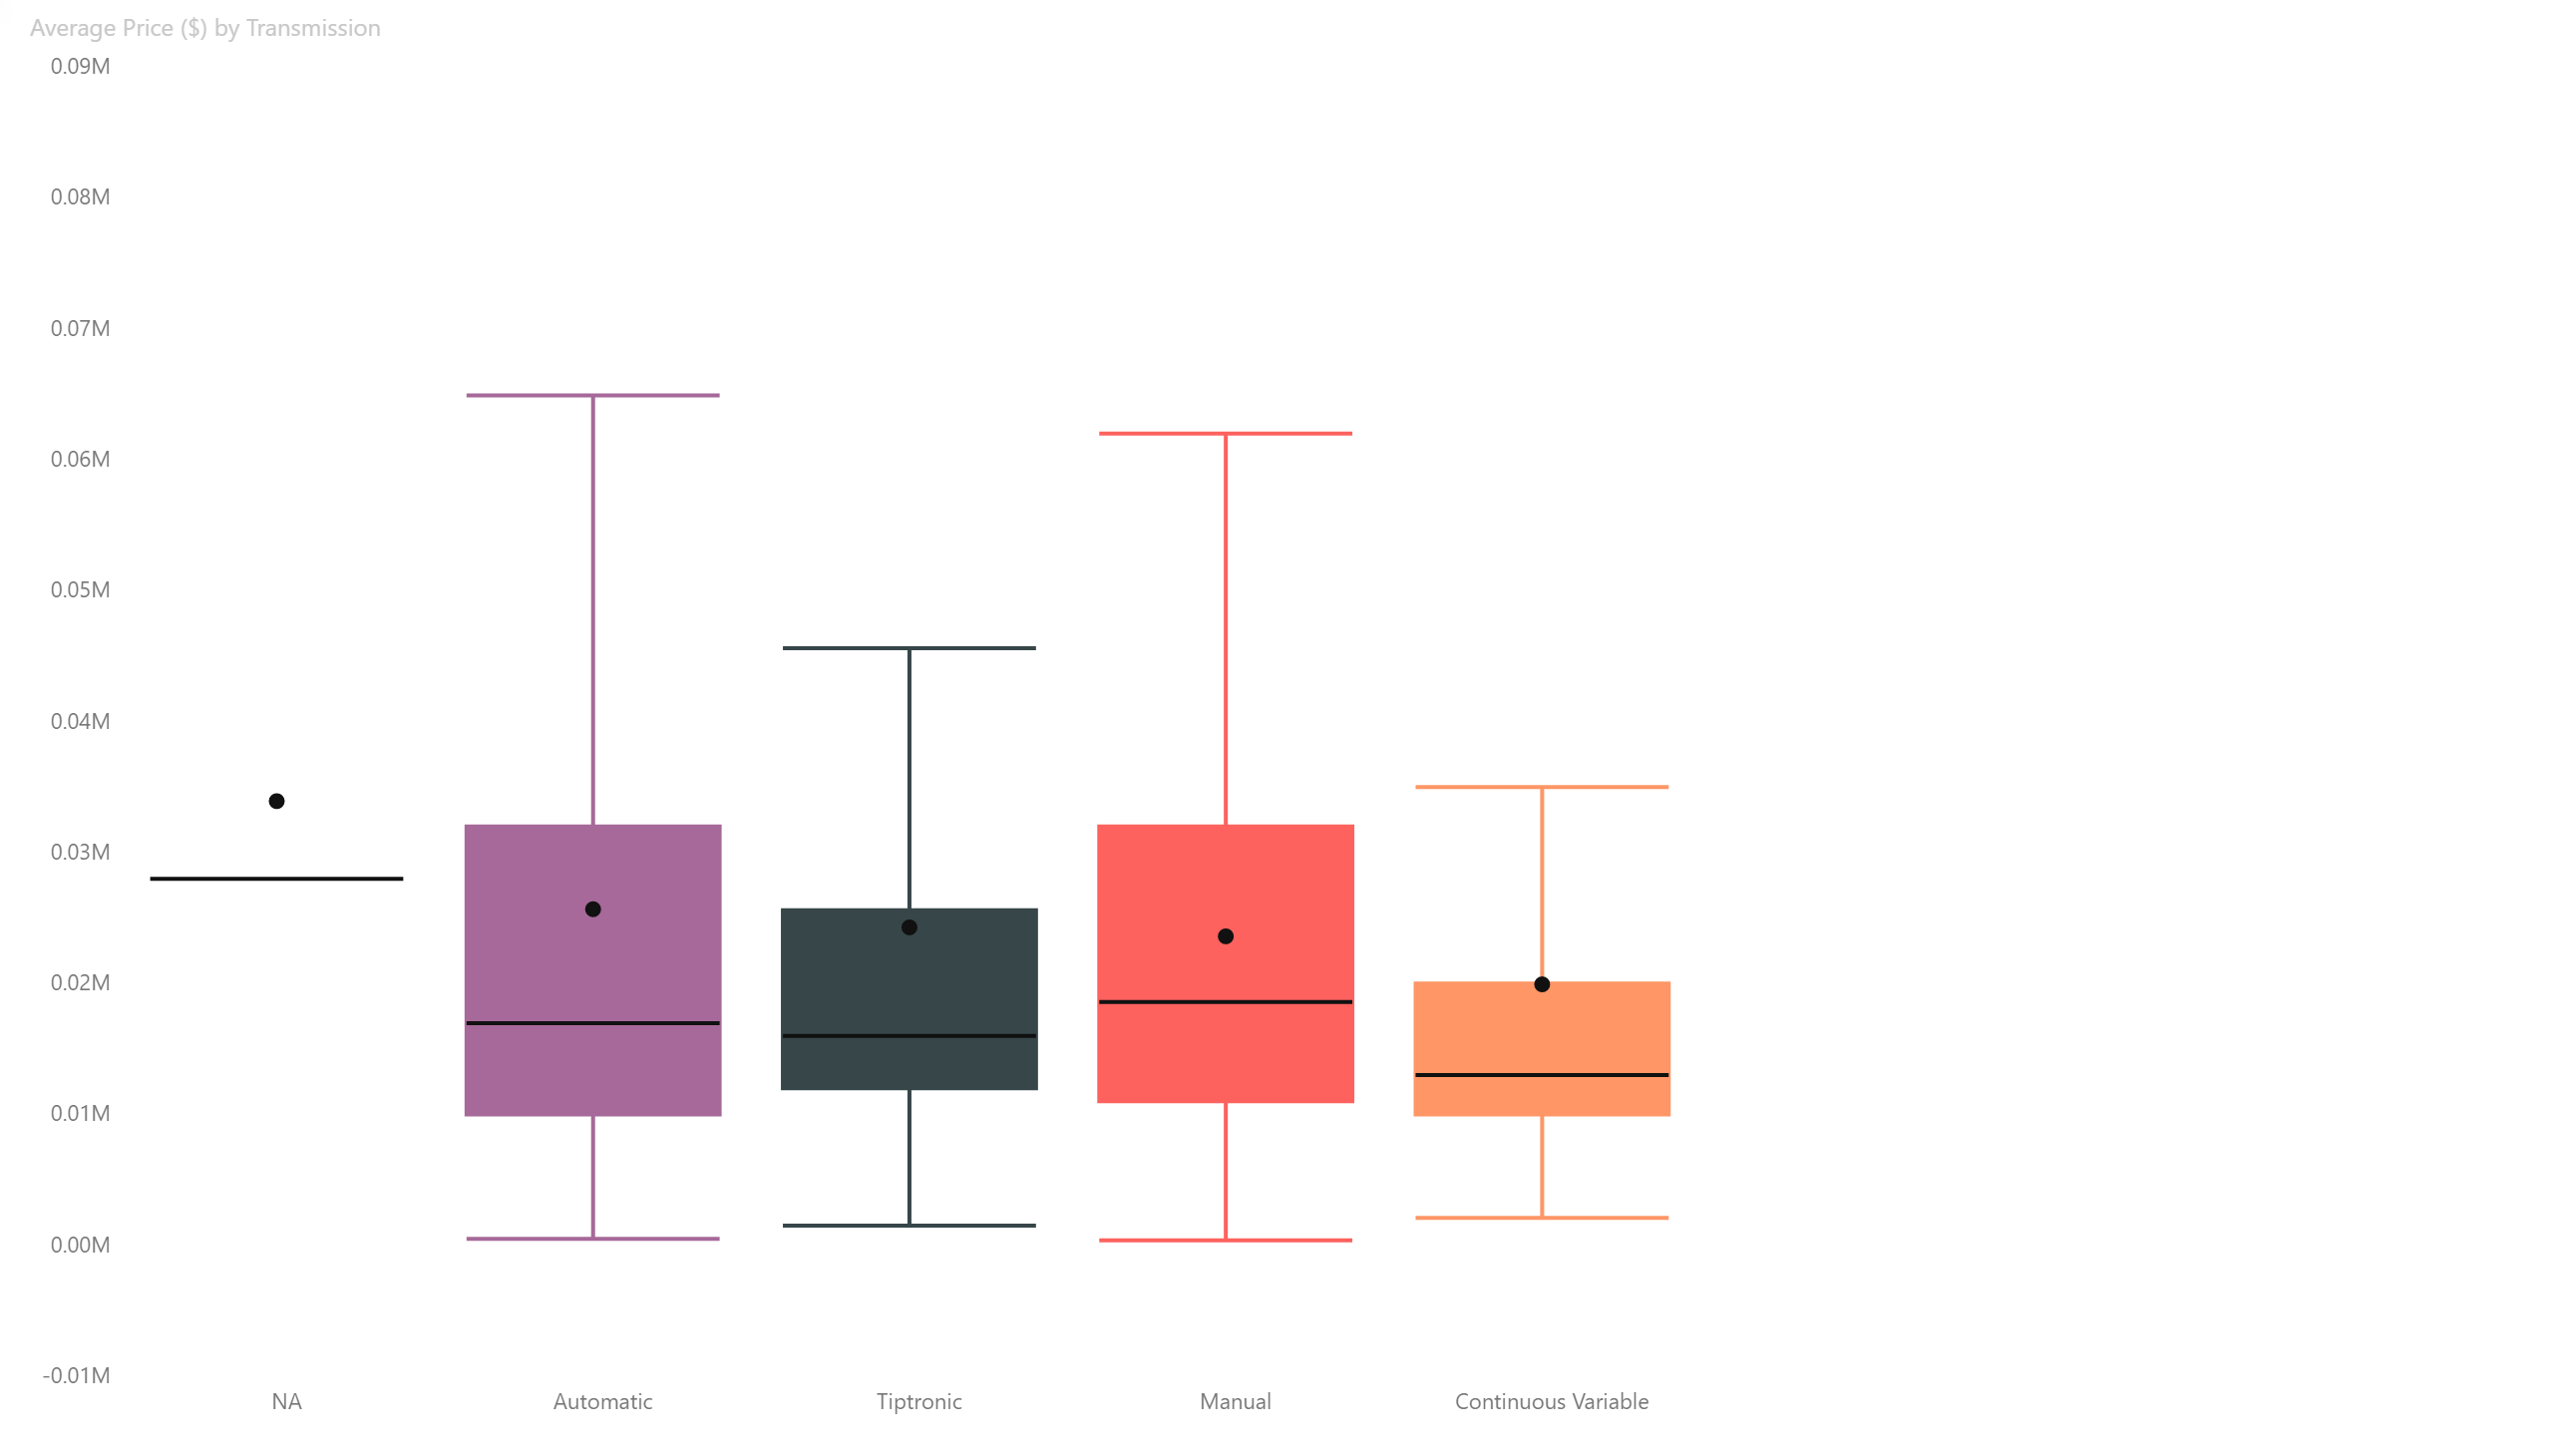 Average Price ($) by Transmission
0.09M
0.08M
0.07M
0.06M
0.05M
0.04M
0.03M
0.02M
0.01M
0.00M
-0.01M
NA Automatic Tiptronic Manual Continuous Variable